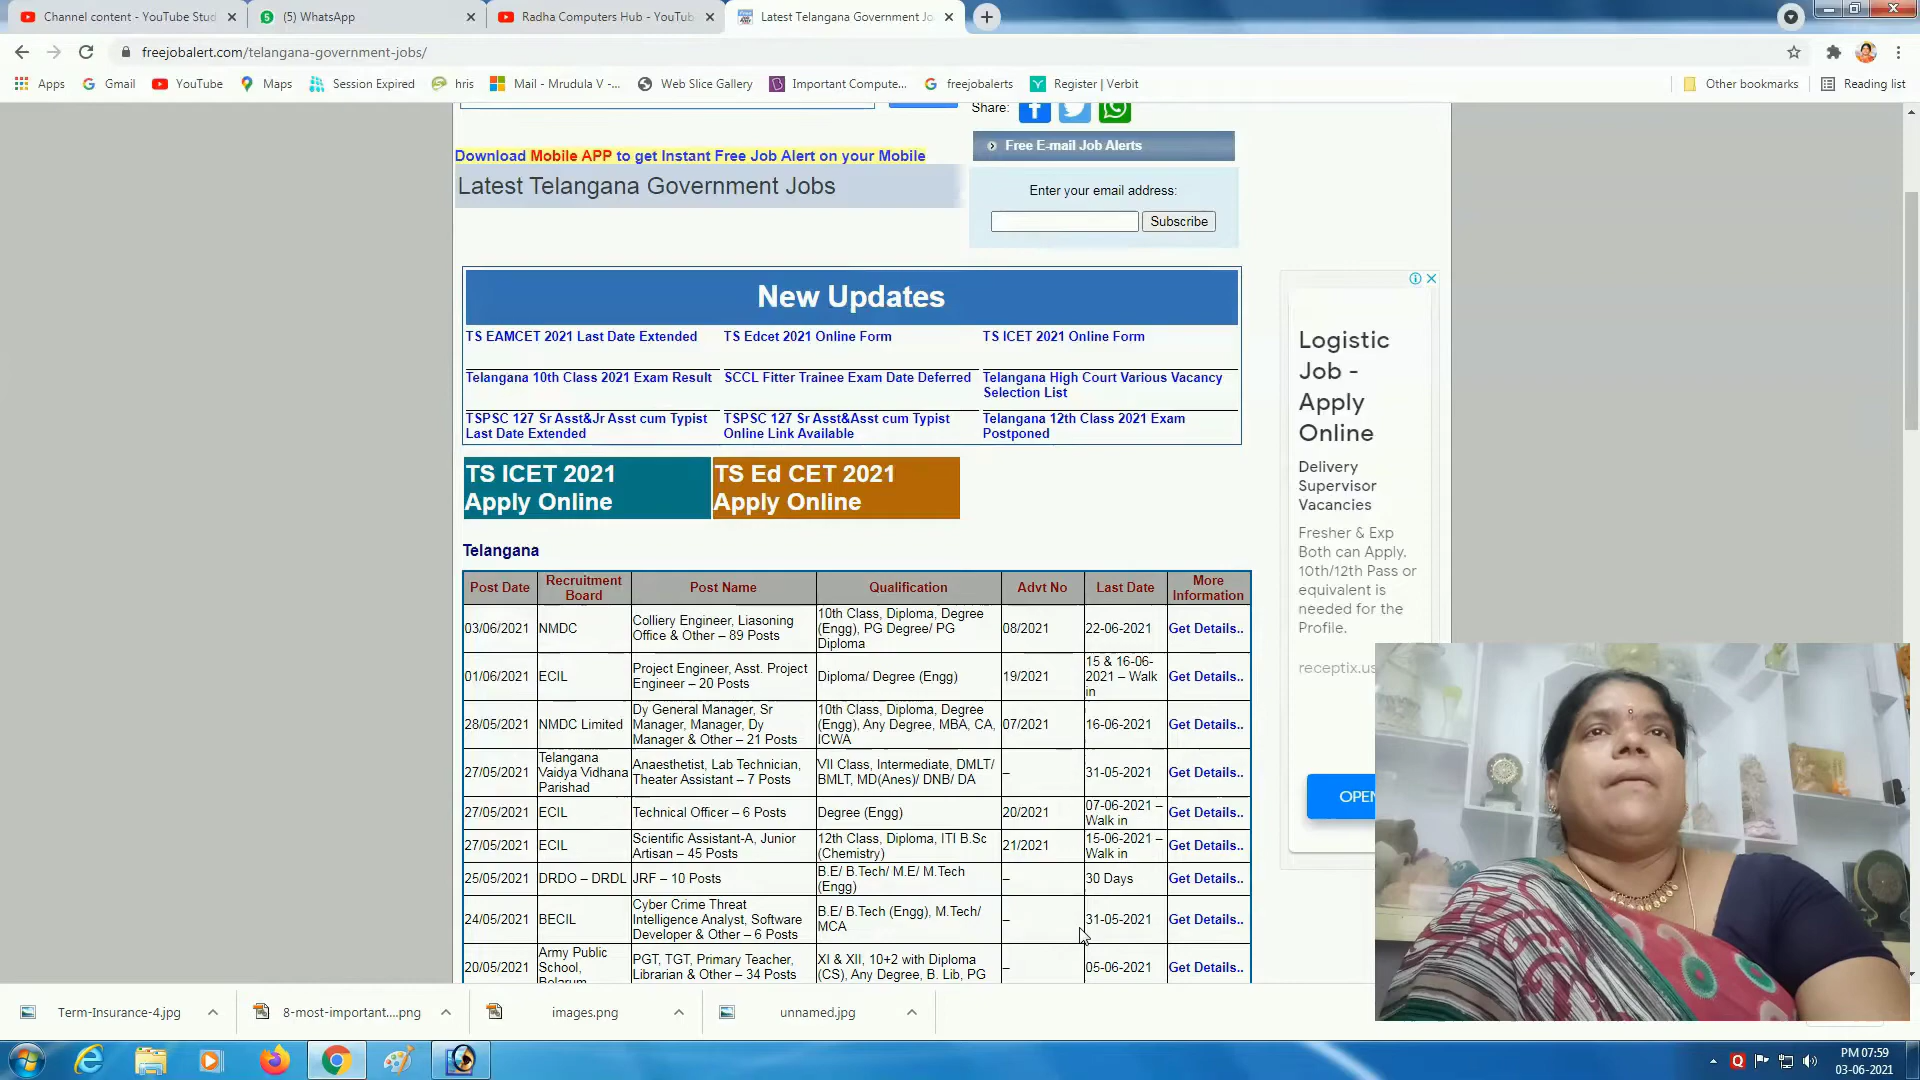 Channel content - YouTube Stud
(5) WhatsApp
Radha Computers Hub - YouTub
Latest Telangana Government Jo
freejobalert.com/telangana-government-jobs/
Apps
Gmail
YouTube
Maps
Session Expired
hris
Mail - Mrudula V -...
Web Slice Gallery
Important Compute...
freejobalerts
Register | Verbit
Other bookmarks
Reading list
Share:
Download Mobile APP to get Instant Free Job Alert on your Mobile
Free E-mail Job Alerts
Latest Telangana Government Jobs
Enter your email address:
Subscribe
New Updates
TS EAMCET 2021 Last Date Extended
TS Edcet 2021 Online Form
TS ICET 2021 Online Form
Telangana 10th Class 2021 Exam Result
SCCL Fitter Trainee Exam Date Deferred
Telangana High Court Various Vacancy
Selection List
TSPSC 127 Sr Asst&Jr Asst cum Typist
Last Date Extended
TSPSC 127 Sr Asst&Asst cum Typist
Online Link Available
Telangana 12th Class 2021 Exam
Postponed
TS ICET 2021
Apply Online
TS Ed CET 2021
Apply Online
Logistic
Job -
Apply
Online
Delivery
Supervisor
Vacancies
Fresher & Exp
Both can Apply.
10th/12th Pass or
equivalent is
needed for the
Profile.
receptix.us
OPEN
Telangana
Post Date
Recruitment
Board
Post Name
Qualification
Advt No
Last Date
More
Information
03/06/2021
NMDC
Colliery Engineer, Liasoning
Office & Other – 89 Posts
10th Class, Diploma, Degree
(Engg), PG Degree/ PG
Diploma
08/2021
22-06-2021
Get Details..
01/06/2021
ECIL
Project Engineer, Asst. Project
Engineer – 20 Posts
Diploma/ Degree (Engg)
19/2021
15 & 16-06-
2021 – Walk
in
Get Details..
28/05/2021
NMDC Limited
Dy General Manager, Sr
Manager, Manager, Dy
Manager & Other – 21 Posts
10th Class, Diploma, Degree
(Engg), Any Degree, MBA, CA,
ICWA
07/2021
16-06-2021
Get Details..
27/05/2021
Telangana
Vaidya Vidhana
Parishad
Anaesthetist, Lab Technician,
Theater Assistant – 7 Posts
VII Class, Intermediate, DMLT/
BMLT, MD(Anes)/ DNB/ DA
–
31-05-2021
Get Details..
27/05/2021
ECIL
Technical Officer – 6 Posts
Degree (Engg)
20/2021
07-06-2021 –
Walk in
Get Details..
27/05/2021
ECIL
Scientific Assistant-A, Junior
Artisan – 45 Posts
12th Class, Diploma, ITI B.Sc
(Chemistry)
21/2021
15-06-2021 –
Walk in
Get Details..
25/05/2021
DRDO – DRDL
JRF – 10 Posts
B.E/ B.Tech/ M.E/ M.Tech
(Engg)
–
30 Days
Get Details..
24/05/2021
BECIL
Cyber Crime Threat
Intelligence Analyst, Software
Developer & Other – 6 Posts
B.E/ B.Tech (Engg), M.Tech/
MCA
–
31-05-2021
Get Details..
20/05/2021
Army Public
School,
Bolarum
PGT, TGT, Primary Teacher,
Librarian & Other – 34 Posts
XI & XII, 10+2 with Diploma
(CS), Any Degree, B. Lib, PG
–
05-06-2021
Get Details..
Term-Insurance-4.jpg
8-most-important....png
images.png
unnamed.jpg
PM 07:59
03-06-2021